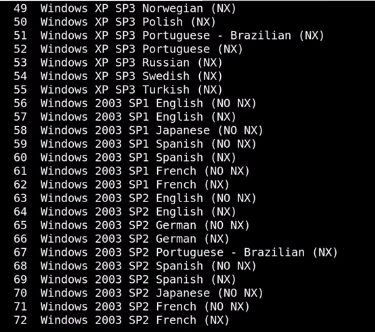 49 Windows XP SP3 Norwegian (NX)
50 Windows XP SP3 Polish (NX)
51 Windows XP SP3 Portuguese - Brazilian (NX)
52 Windows XP SP3 Portuguese (NX)
53 Windows XP SP3 Russian (NX)
54 Windows XP SP3 Swedish (NX)
55 Windows XP SP3 Turkish (NX)
56 Windows 2003 SP1 English (NO NX)
57 Windows 2003 SP1 English (NX)
58 Windows 2003 SP1 Japanese (NO NX)
59 Windows 2003 SP1 Spanish (NO NX)
60 Windows 2003 SP1 Spanish (NX)
61 Windows 2003 SP1 French (NO NX)
62 Windows 2003 SP1 French (NX)
63 Windows 2003 SP2 English (NO NX)
64 Windows 2003 SP2 English (NX)
65 Windows 2003 SP2 German (NO NX)
66 Windows 2003 SP2 German (NX)
67 Windows 2003 SP2 Portuguese - Brazilian (NX)
68 Windows 2003 SP2 Spanish (NO NX)
69 Windows 2003 SP2 Spanish (NX)
70 Windows 2003 SP2 Japanese (NO NX)
71 Windows 2003 SP2 French (NO NX)
72 Windows 2003 SP2 French (NX)